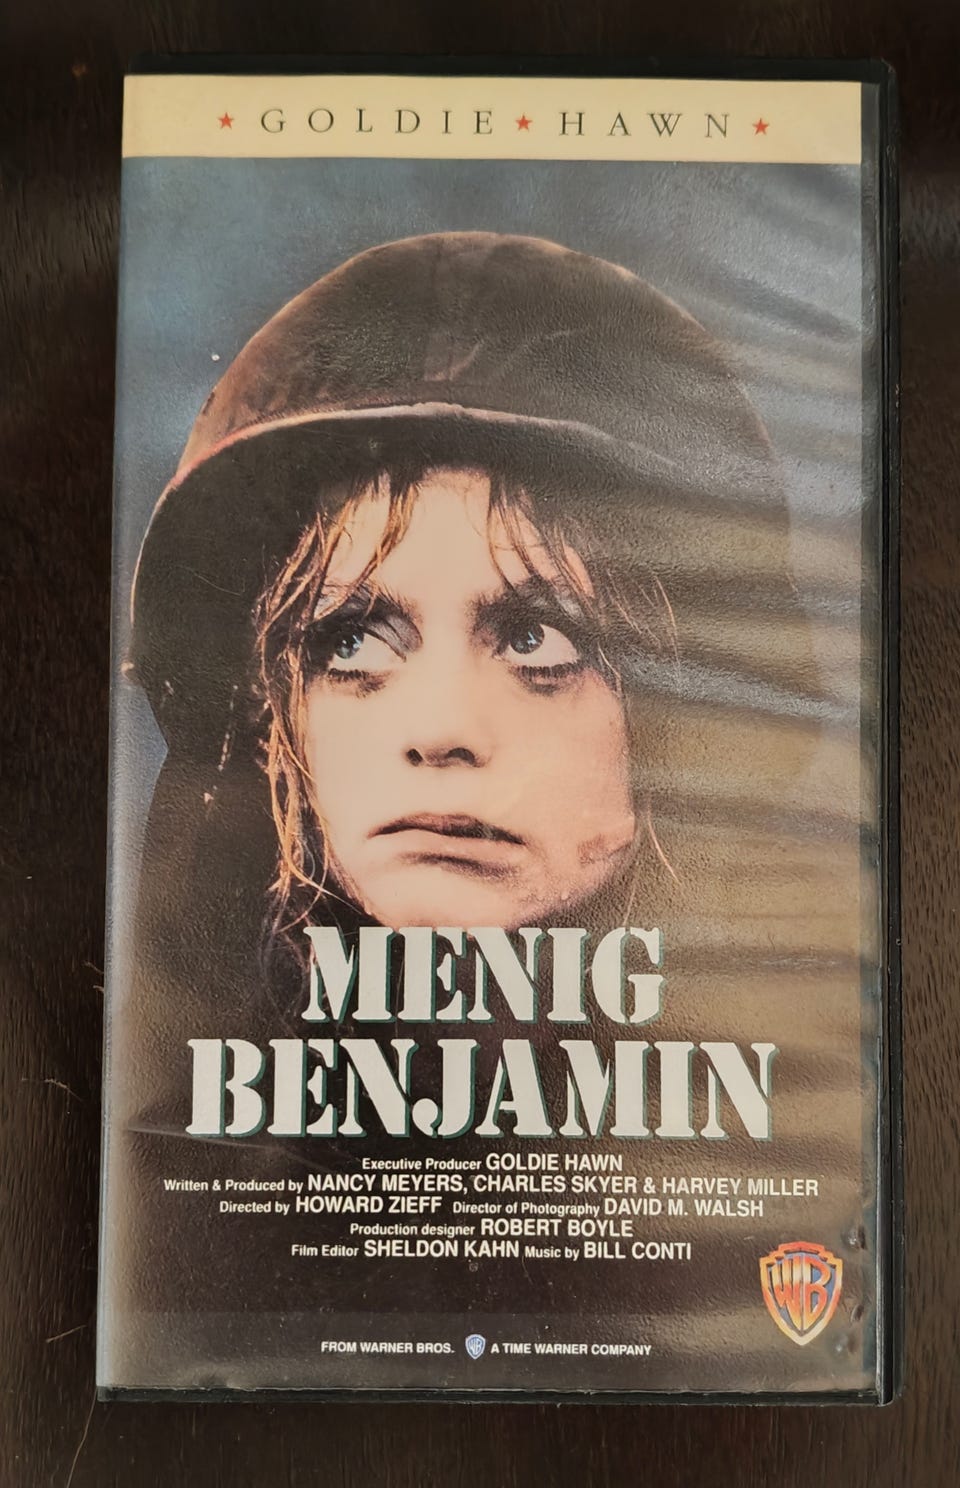 ★ GOLDIE ★ HAWN ★
MENIG
BENJAMIN
Executive Producer GOLDIE HAWN
Written & Produced by NANCY MEYERS, CHARLES SKYER & HARVEY MILLER
Directed by HOWARD ZIEFF Director of Photography DAVID M. WALSH
Production designer ROBERT BOYLE
Film Editor SHELDON KAHN Music by BILL CONTI
WB
FROM WARNER BROS. WB A TIME WARNER COMPANY